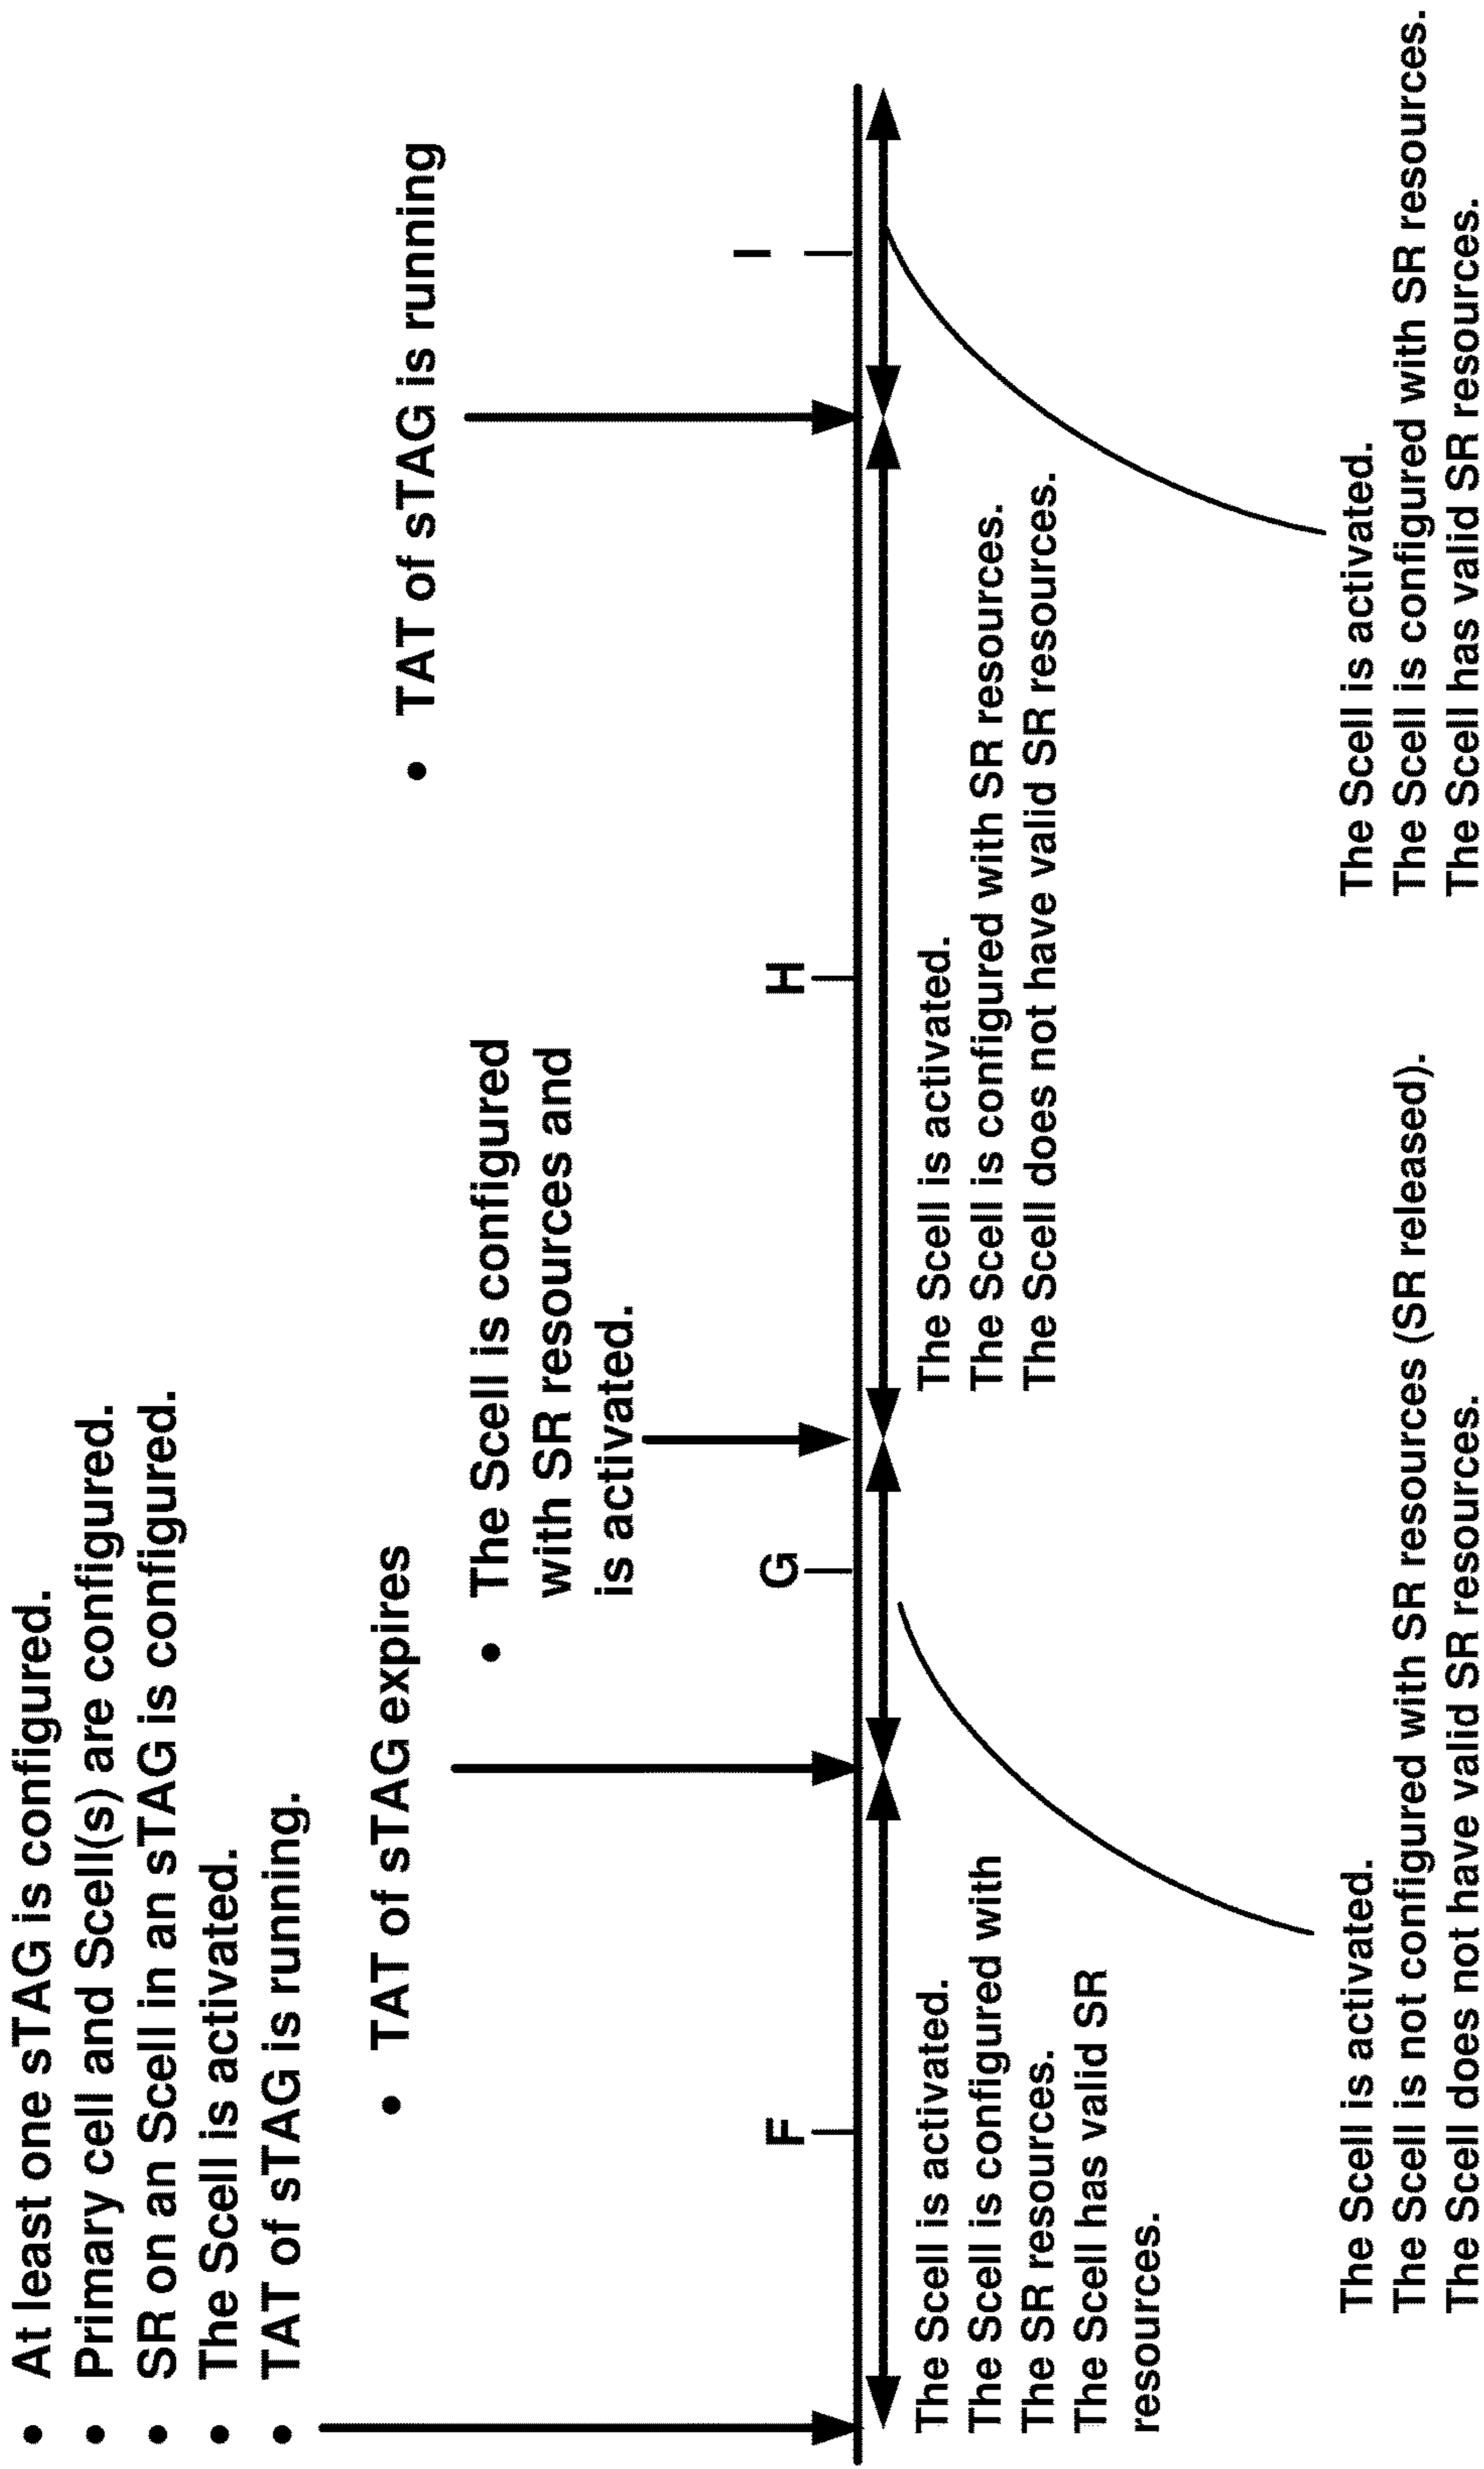 • At least one sTAG is configured.
• Primary cell and Scell(s) are configured.
• SR on an Scell in an sTAG is configured.
• The Scell is activated.
• TAT of sTAG is running.
• TAT of sTAG expires
• The Scell is configured
with SR resources and
is activated.
• TAT of sTAG is running
F
G
H
I
The Scell is activated.
The Scell is configured with
The SR resources.
The Scell has valid SR
resources.
The Scell is activated.
The Scell is configured with SR resources.
The Scell does not have valid SR resources.
The Scell is activated.
The Scell is not configured with SR resources (SR released).
The Scell does not have valid SR resources.
The Scell is activated.
The Scell is configured with SR resources.
The Scell has valid SR resources.